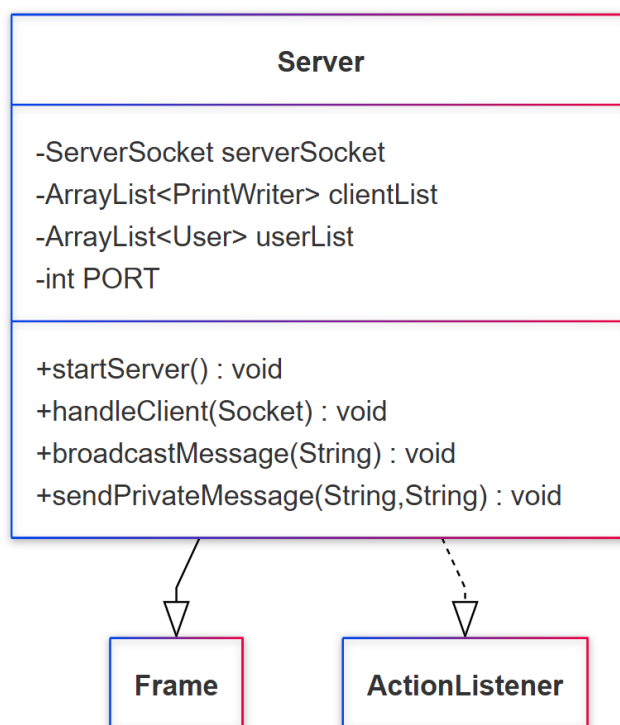 Server
-ServerSocket serverSocket
-ArrayList<PrintWriter> clientList
-ArrayList<User> userList
-int PORT
+startServer() : void
+handleClient(Socket) : void
+broadcastMessage(String) : void
+sendPrivateMessage(String,String) : void
Frame
ActionListener